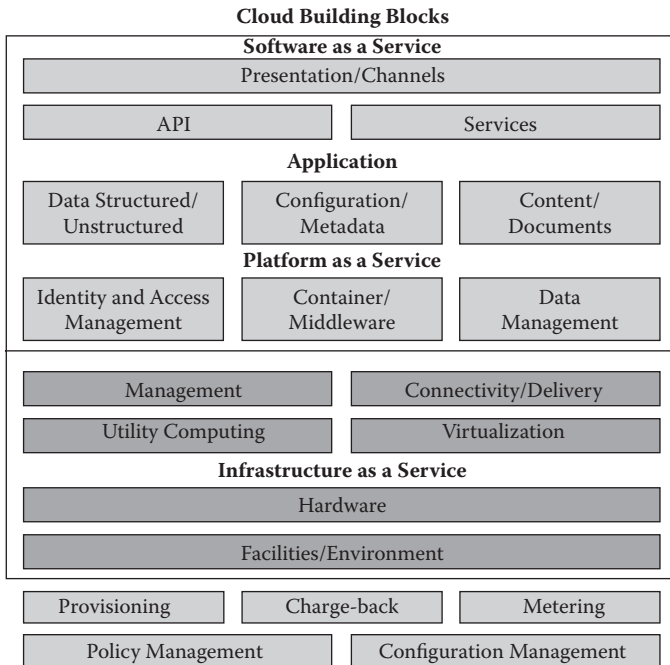 Cloud Building Blocks
Software as a Service
Presentation/Channels
API
Services
Application
Data Structured/
Unstructured
Configuration/
Metadata
Content/
Documents
Platform as a Service
Identity and Access
Management
Container/
Middleware
Data
Management
Management
Connectivity/Delivery
Utility Computing
Virtualization
Infrastructure as a Service
Hardware
Facilities/Environment
Provisioning
Charge-back
Metering
Policy Management
Configuration Management